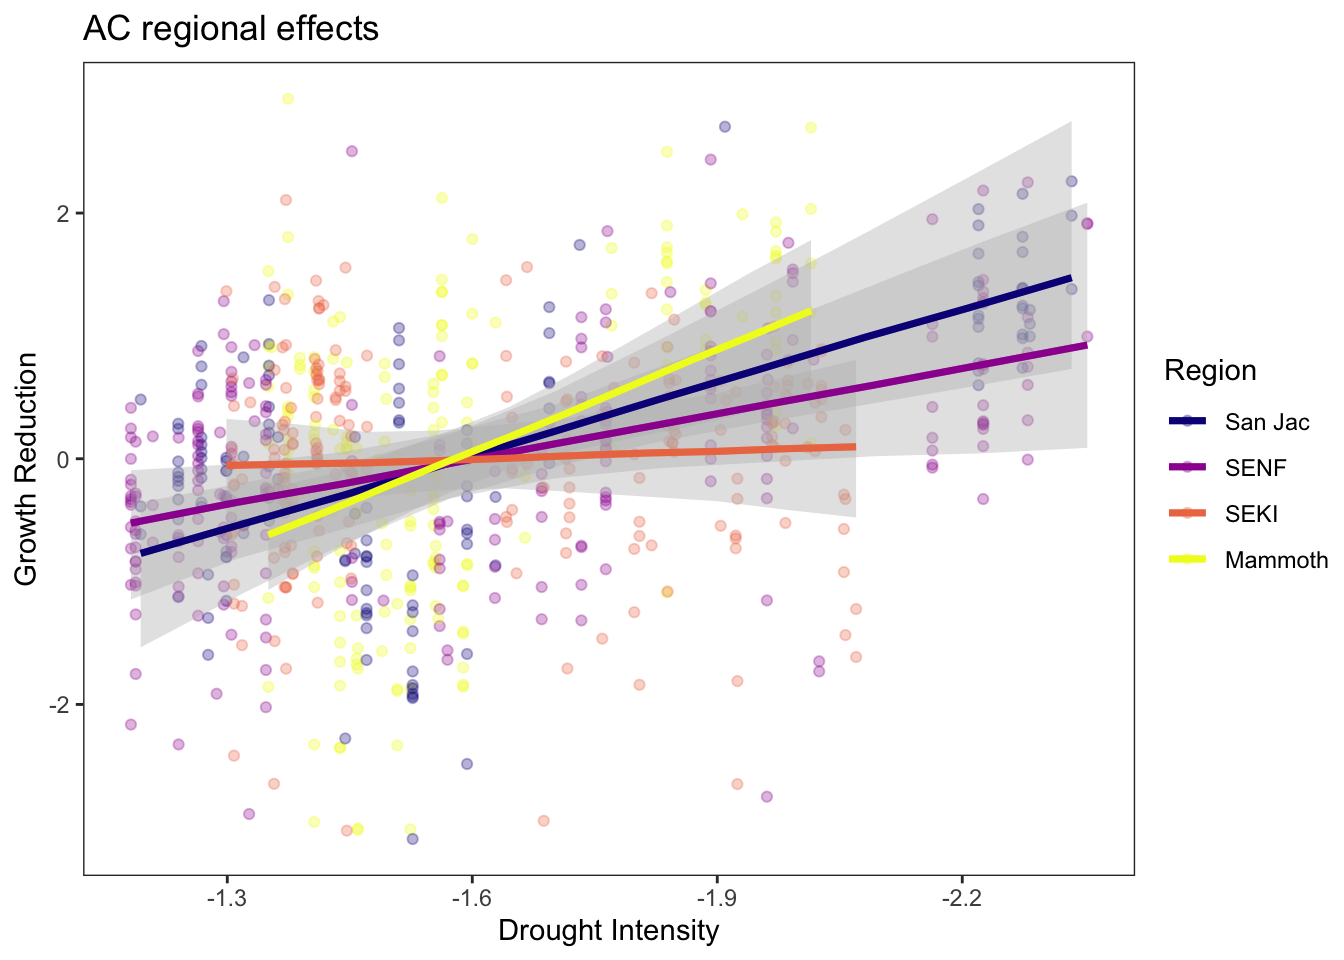 AC regional effects
Growth Reduction
2
0
-2
-1.3
-1.6
-1.9
-2.2
Drought Intensity
Region
San Jac
SENF
SEKI
Mammoth